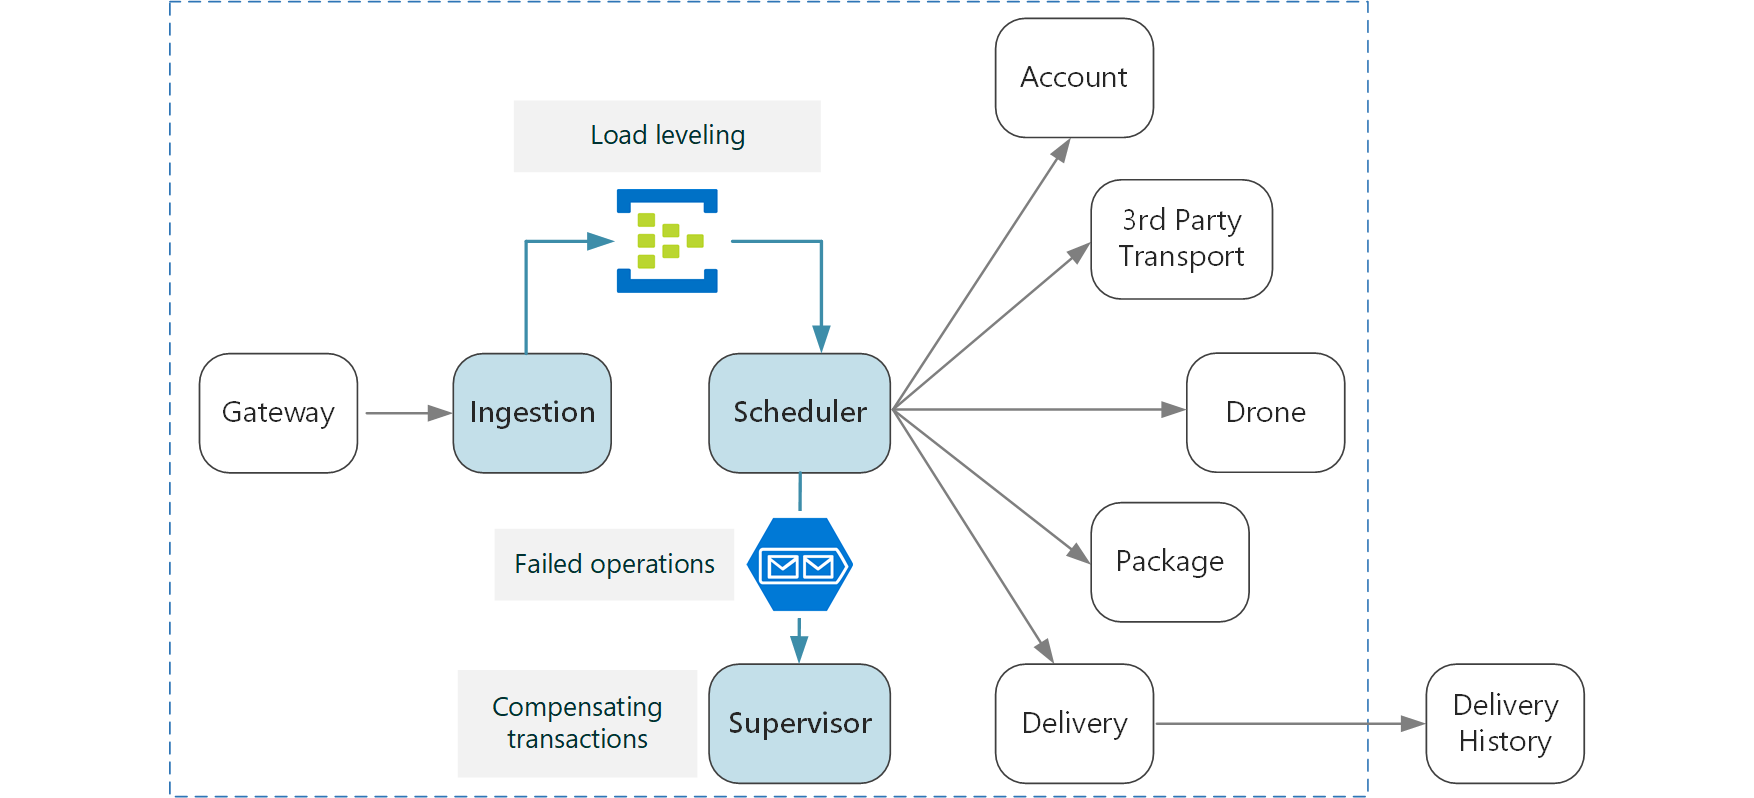 Account
Load leveling
3rd Party
Transport
Gateway
Ingestion
Scheduler
Drone
Failed operations
Package
Compensating
transactions
Supervisor
Delivery
Delivery
History